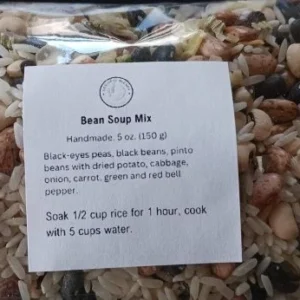 Bean Soup Mix
Handmade. 5 oz. (150 g)
Black-eyes peas, black beans, pinto
beans with dried potato, cabbage,
onion, carrot, green and red bell
pepper.
Soak 1/2 cup rice for 1 hour, cook
with 5 cups water.